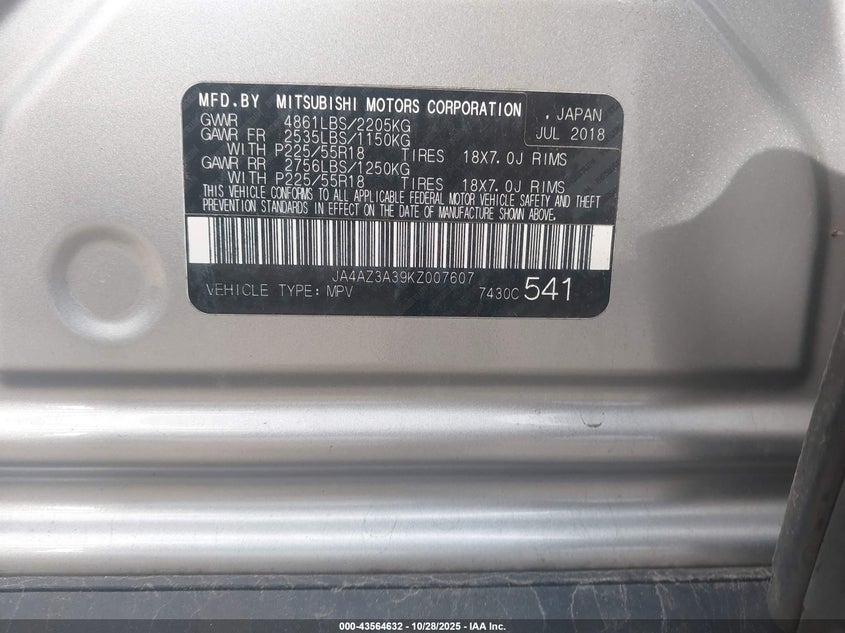 MFD.BY MITSUBISHI MOTORS CORPORATION , JAPAN
GVWR 4861LBS/2205KG JUL 2018
GAWR FR 2535LBS/1150KG
WITH P225/55R18 TIRES 18X7.0J RIMS
GAWR RR 2756LBS/1250KG
WITH P225/55R18 TIRES 18X7.0J RIMS
THIS VEHICLE CONFORMS TO ALL APPLICABLE FEDERAL MOTOR VEHICLE SAFETY AND THEFT
PREVENTION STANDARDS IN EFFECT ON THE DATE OF MANUFACTURE SHOWN ABOVE.
JA4AZ3A39KZ007607
VEHICLE TYPE: MPV 7430C 541
000-43564632 - 10/28/2025 - IAA Inc.